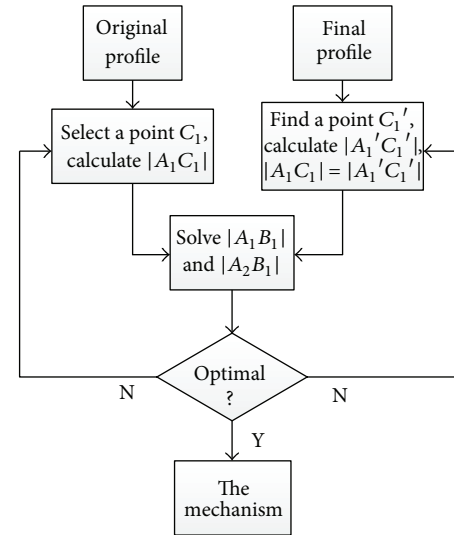 Original
profile
Final
profile
Select a point C₁,
calculate |A₁C₁|
Find a point C₁′,
calculate |A₁′C₁′|,
|A₁C₁| = |A₁′C₁′|
Solve |A₁B₁|
and |A₂B₁|
Optimal
?
N
N
Y
The
mechanism